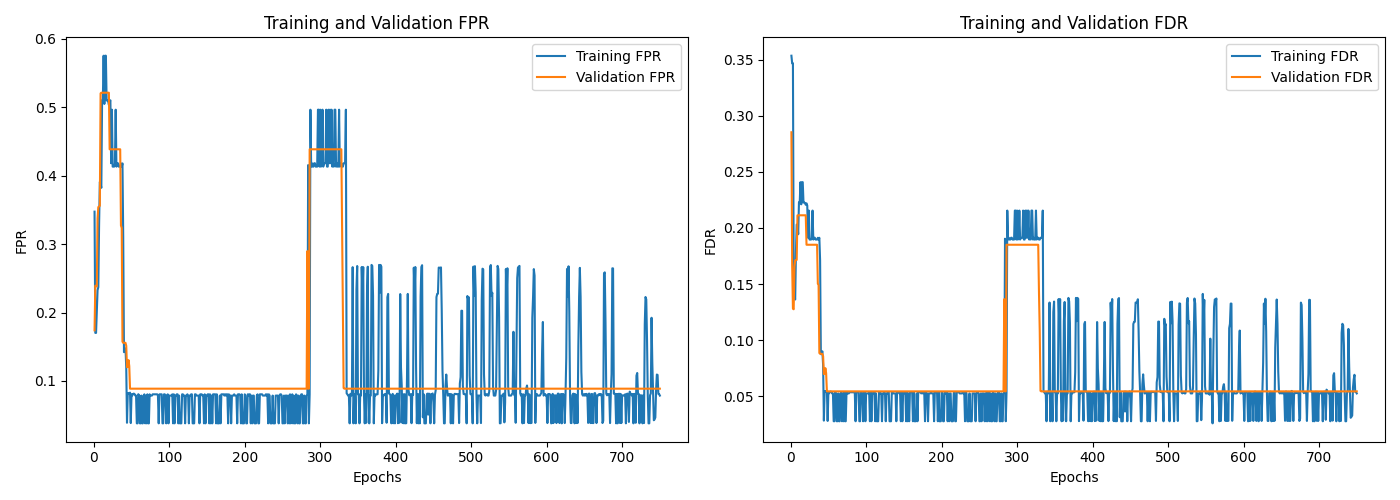 Training and Validation FPR
0.6
0.5
0.4
0.3
0.2
0.1
FPR
Training FPR
Validation FPR
0 100 200 300 400 500 600 700
Epochs
Training and Validation FDR
0.35
0.30
0.25
0.20
0.15
0.10
0.05
FDR
Training FDR
Validation FDR
0 100 200 300 400 500 600 700
Epochs